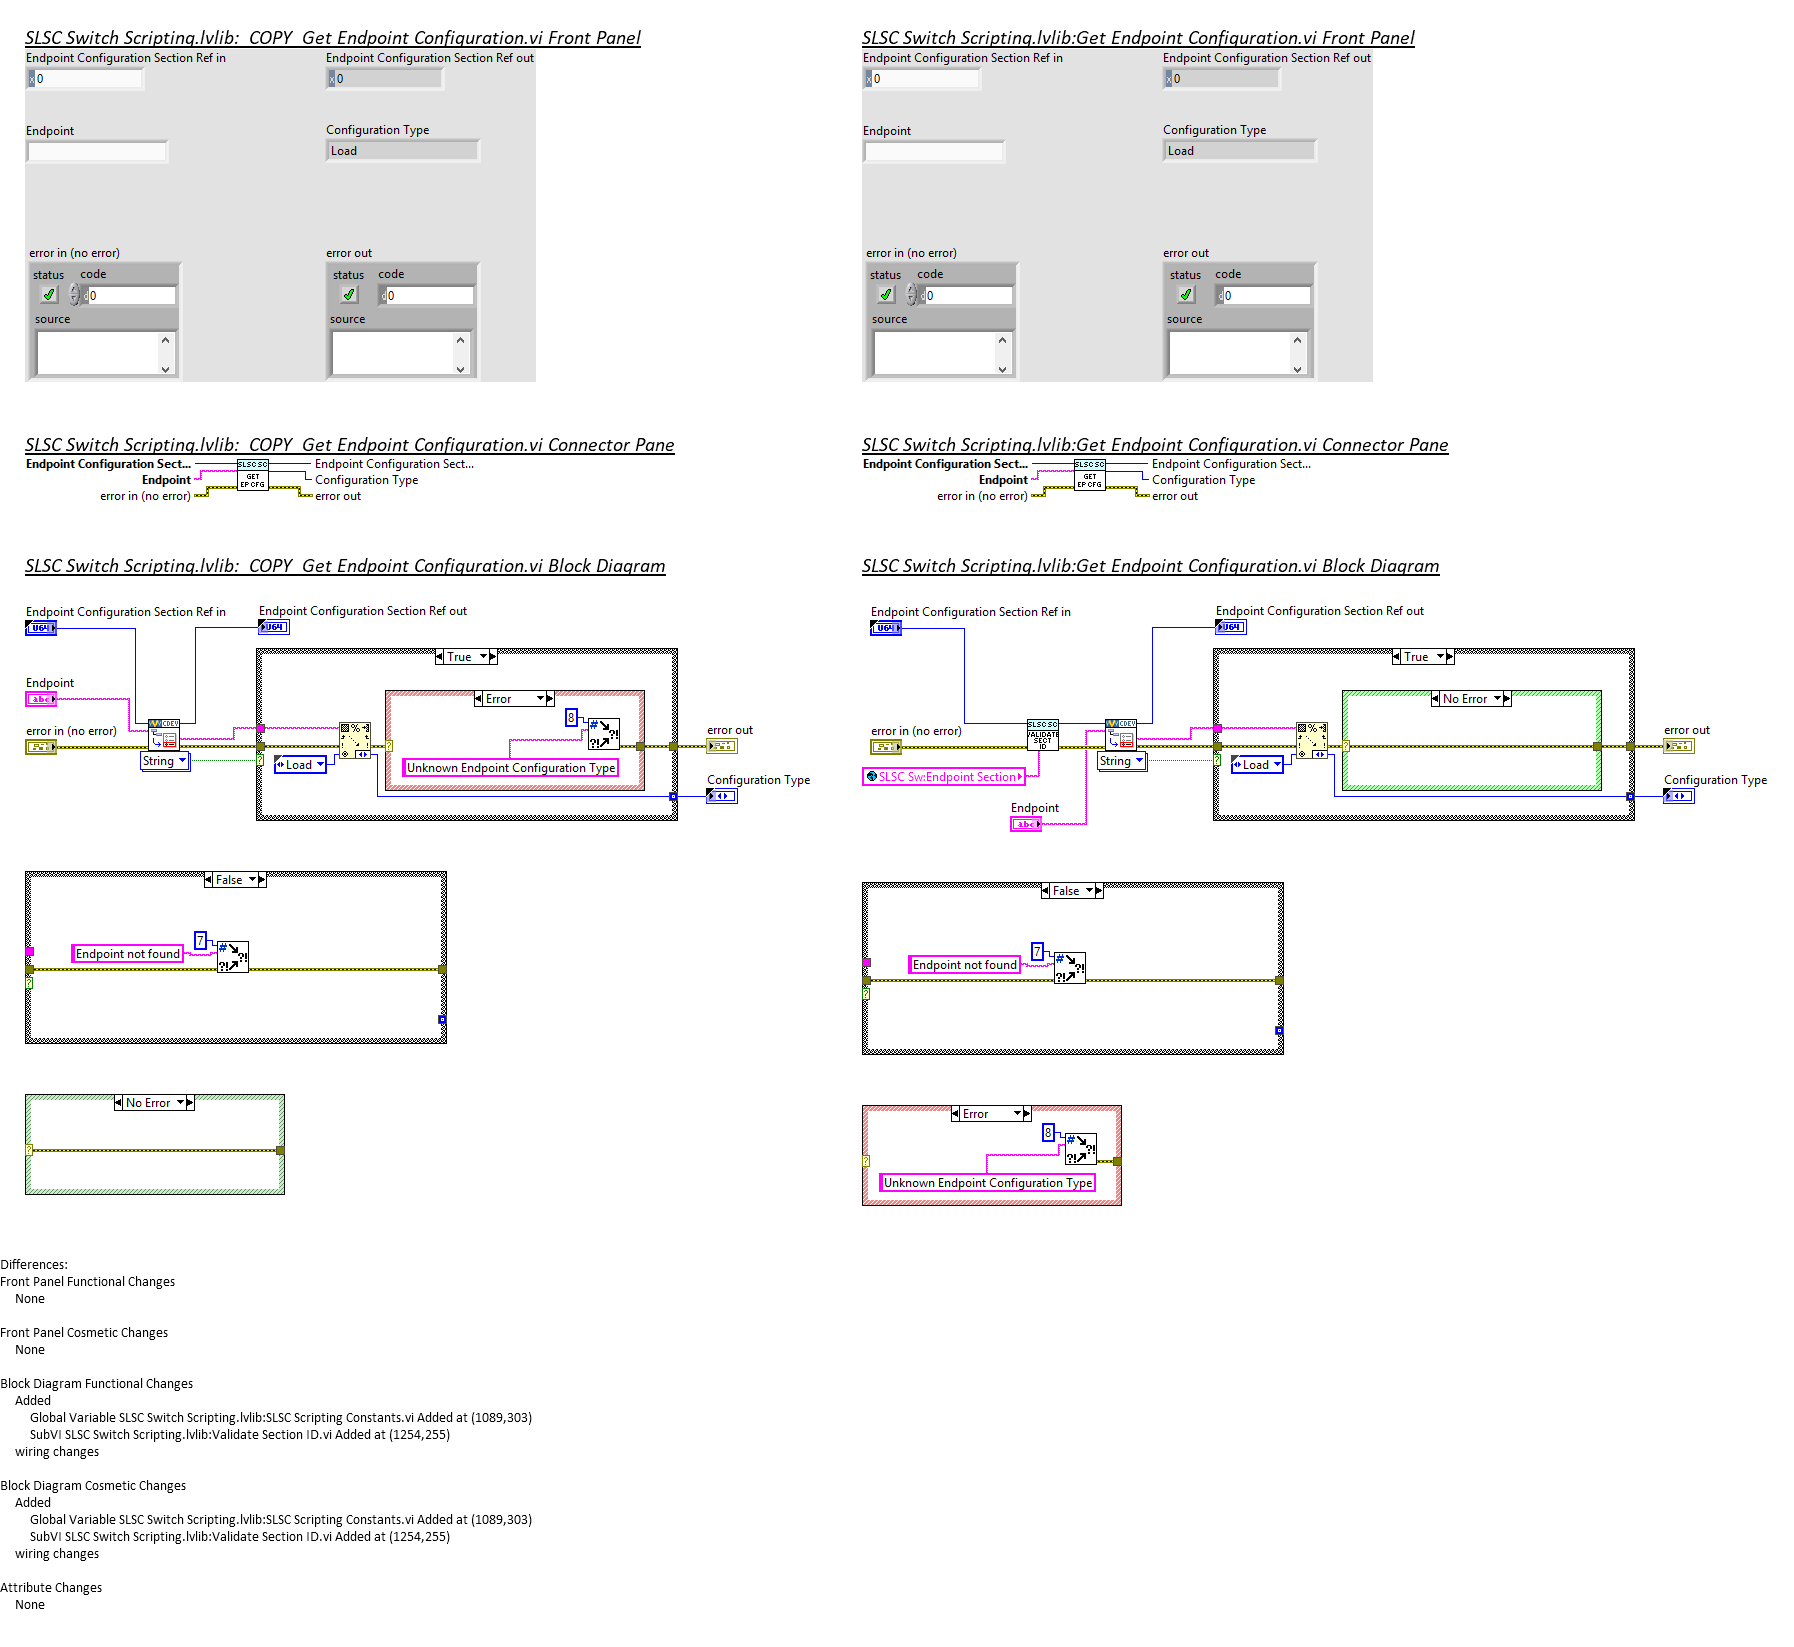 SLSC Switch Scripting.lvlib:_COPY_Get Endpoint Configuration.vi Front Panel
Endpoint Configuration Section Ref in
Endpoint Configuration Section Ref out
x 0
x 0
Endpoint
Configuration Type
Load
error in (no error)
error out
status code
status code
d 0
d 0
source
source
SLSC Switch Scripting.lvlib:Get Endpoint Configuration.vi Front Panel
Endpoint Configuration Section Ref in
Endpoint Configuration Section Ref out
x 0
x 0
Endpoint
Configuration Type
Load
error in (no error)
error out
status code
status code
d 0
d 0
source
source
SLSC Switch Scripting.lvlib:_COPY_Get Endpoint Configuration.vi Connector Pane
Endpoint Configuration Sect...
Endpoint
error in (no error)
SLSC SC
GET
EP CFG
Endpoint Configuration Sect...
Configuration Type
error out
SLSC Switch Scripting.lvlib:Get Endpoint Configuration.vi Connector Pane
Endpoint Configuration Sect...
Endpoint
error in (no error)
SLSC SC
GET
EP CFG
Endpoint Configuration Sect...
Configuration Type
error out
SLSC Switch Scripting.lvlib:_COPY_Get Endpoint Configuration.vi Block Diagram
Endpoint Configuration Section Ref in
U64
Endpoint Configuration Section Ref out
U64
True
Endpoint
abc
Error
8
error in (no error)
CDEV
String
Load
Unknown Endpoint Configuration Type
error out
Configuration Type
False
7
Endpoint not found
No Error
SLSC Switch Scripting.lvlib:Get Endpoint Configuration.vi Block Diagram
Endpoint Configuration Section Ref in
U64
Endpoint Configuration Section Ref out
U64
True
No Error
error in (no error)
SLSC SC
VALIDATE
SECT
ID
CDEV
String
Load
SLSC Sw:Endpoint Section
Endpoint
abc
error out
Configuration Type
False
7
Endpoint not found
Error
8
Unknown Endpoint Configuration Type
Differences:
Front Panel Functional Changes
None
Front Panel Cosmetic Changes
None
Block Diagram Functional Changes
Added
Global Variable SLSC Switch Scripting.lvlib:SLSC Scripting Constants.vi Added at (1089,303)
SubVI SLSC Switch Scripting.lvlib:Validate Section ID.vi Added at (1254,255)
wiring changes
Block Diagram Cosmetic Changes
Added
Global Variable SLSC Switch Scripting.lvlib:SLSC Scripting Constants.vi Added at (1089,303)
SubVI SLSC Switch Scripting.lvlib:Validate Section ID.vi Added at (1254,255)
wiring changes
Attribute Changes
None